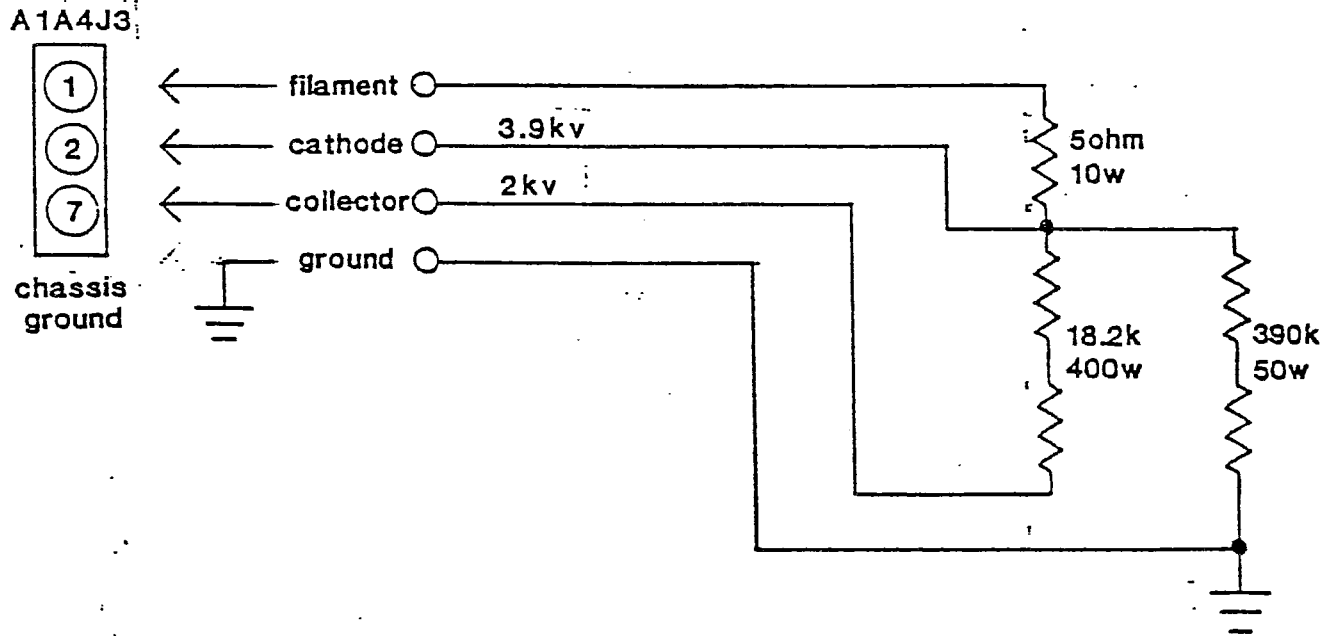 A1A4J3
1
2
7
chassis
ground
filament
cathode
collector
ground
3.9kv
2kv
5ohm
10w
18.2k
400w
390k
50w